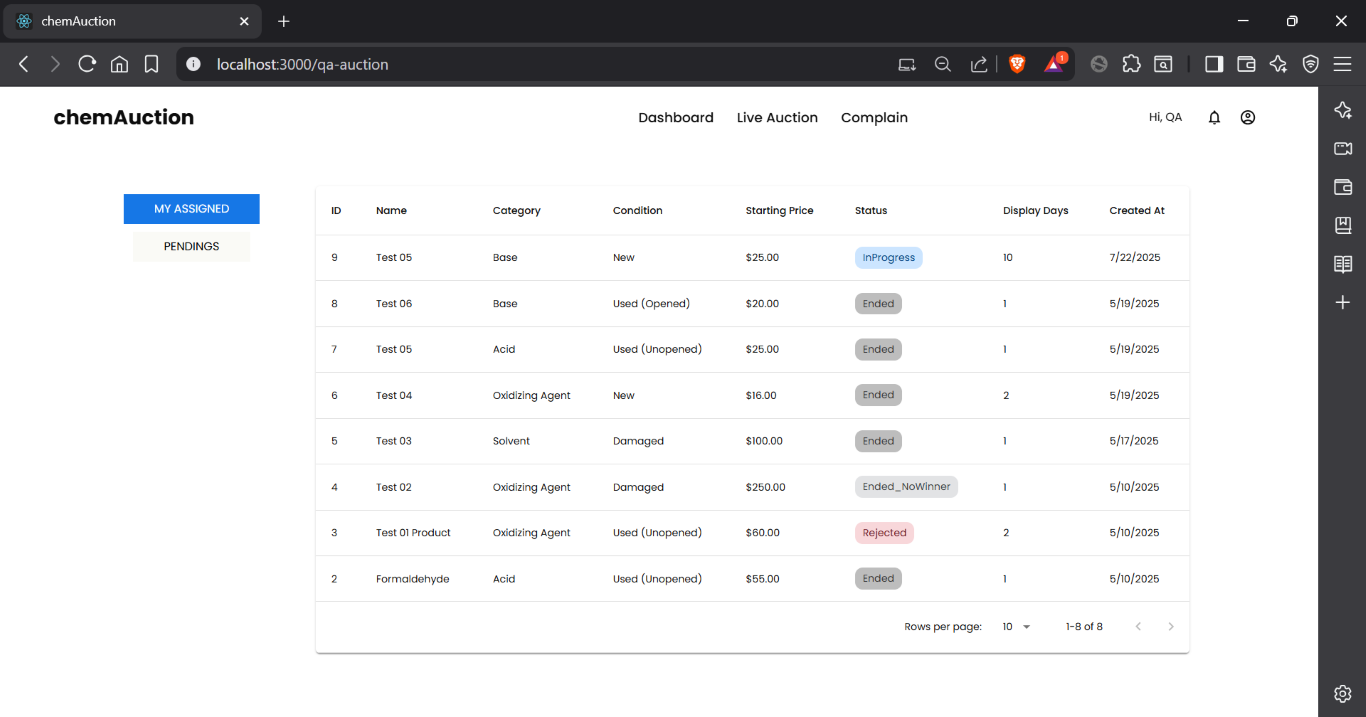 chemAuction
localhost:3000/qa-auction
1
chemAuction Dashboard Live Auction Complain Hi, QA
MY ASSIGNED
PENDINGS
ID Name Category Condition Starting Price Status Display Days Created At
9 Test 05 Base New $25.00 InProgress 10 7/22/2025
8 Test 06 Base Used (Opened) $20.00 Ended 1 5/19/2025
7 Test 05 Acid Used (Unopened) $25.00 Ended 1 5/19/2025
6 Test 04 Oxidizing Agent New $16.00 Ended 2 5/19/2025
5 Test 03 Solvent Damaged $100.00 Ended 1 5/17/2025
4 Test 02 Oxidizing Agent Damaged $250.00 Ended_NoWinner 1 5/10/2025
3 Test 01 Product Oxidizing Agent Used (Unopened) $60.00 Rejected 2 5/10/2025
2 Formaldehyde Acid Used (Unopened) $55.00 Ended 1 5/10/2025
Rows per page: 10 1-8 of 8